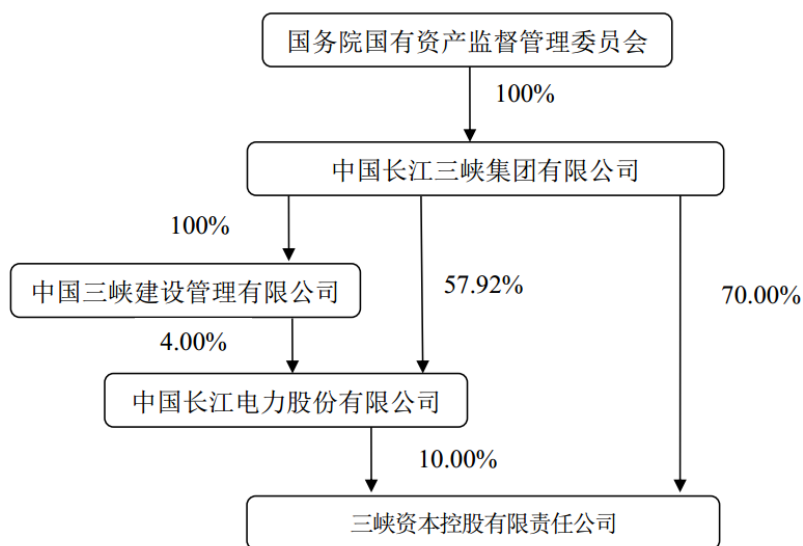 国务院国有资产监督管理委员会
100%
中国长江三峡集团有限公司
100%
57.92%
70.00%
中国三峡建设管理有限公司
4.00%
中国长江电力股份有限公司
10.00%
三峡资本控股有限责任公司